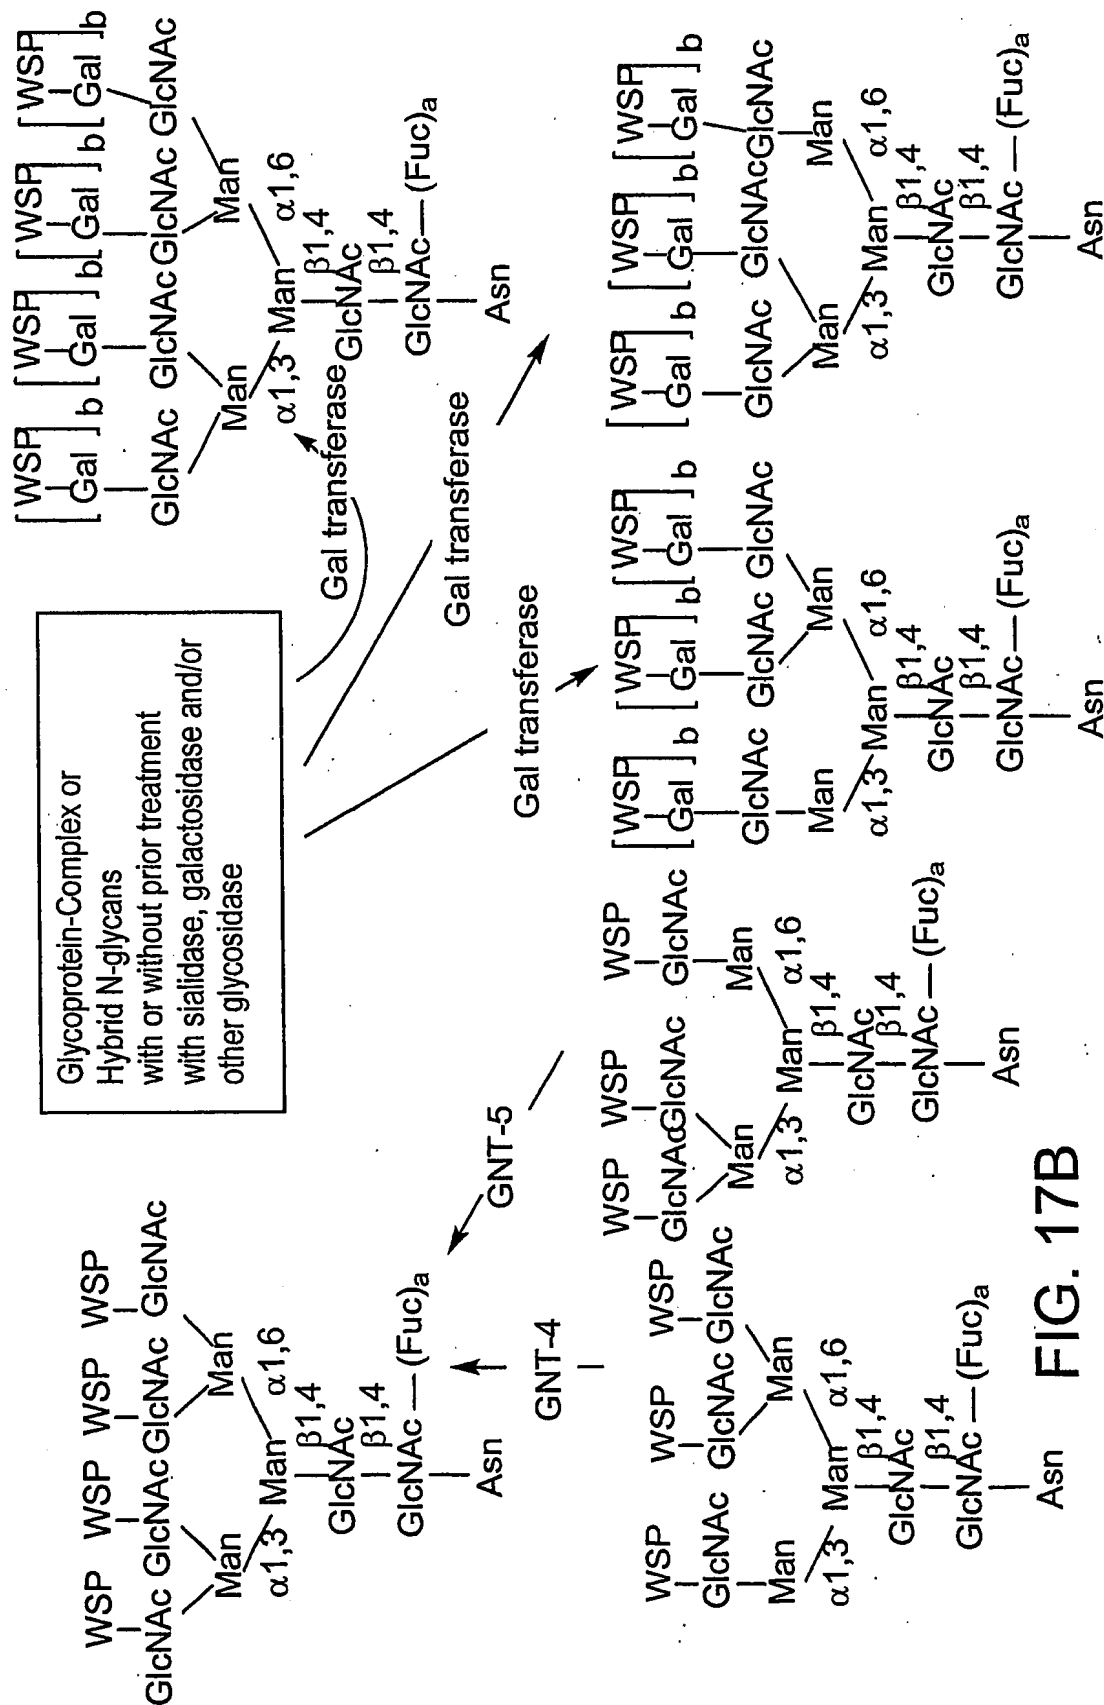 WSP WSP WSP WSP
GlcNAc GlcNAc GlcNAc GlcNAc
Man Man
α1,3 Man α1,6
β1,4
GlcNAc
β1,4
GlcNAc—(Fuc)a
Asn
GNT-4
GNT-5
Glycoprotein-Complex or
Hybrid N-glycans
with or without prior treatment
with sialidase, galactosidase and/or
other glycosidase
Gal transferase
Gal transferase
Gal transferase
[WSP] [WSP] [WSP] [WSP]
[Gal]b [Gal]b [Gal]b [Gal]b
GlcNAc GlcNAc GlcNAc GlcNAc
Man Man
α1,3 Man α1,6
β1,4
GlcNAc
β1,4
GlcNAc—(Fuc)a
Asn
WSP WSP WSP
GlcNAc GlcNAc GlcNAc
Man Man
α1,3 Man α1,6
β1,4
GlcNAc
β1,4
GlcNAc—(Fuc)a
Asn
WSP WSP WSP
GlcNAc GlcNAc GlcNAc
Man Man
α1,3 Man α1,6
β1,4
GlcNAc
β1,4
GlcNAc—(Fuc)a
Asn
[WSP] [WSP] [WSP]
[Gal]b [Gal]b [Gal]b
GlcNAc GlcNAc GlcNAc
Man Man
α1,3 Man α1,6
β1,4
GlcNAc
β1,4
GlcNAc—(Fuc)a
Asn
[WSP] [WSP] [WSP]
[Gal]b [Gal]b [Gal]b
GlcNAc GlcNAc GlcNAc
Man Man
α1,3 Man α1,6
β1,4
GlcNAc
β1,4
GlcNAc—(Fuc)a
Asn
FIG. 17B